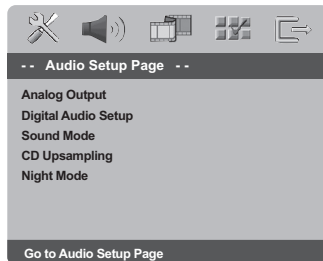 -- Audio Setup Page --
Analog Output
Digital Audio Setup
Sound Mode
CD Upsampling
Night Mode
Go to Audio Setup Page